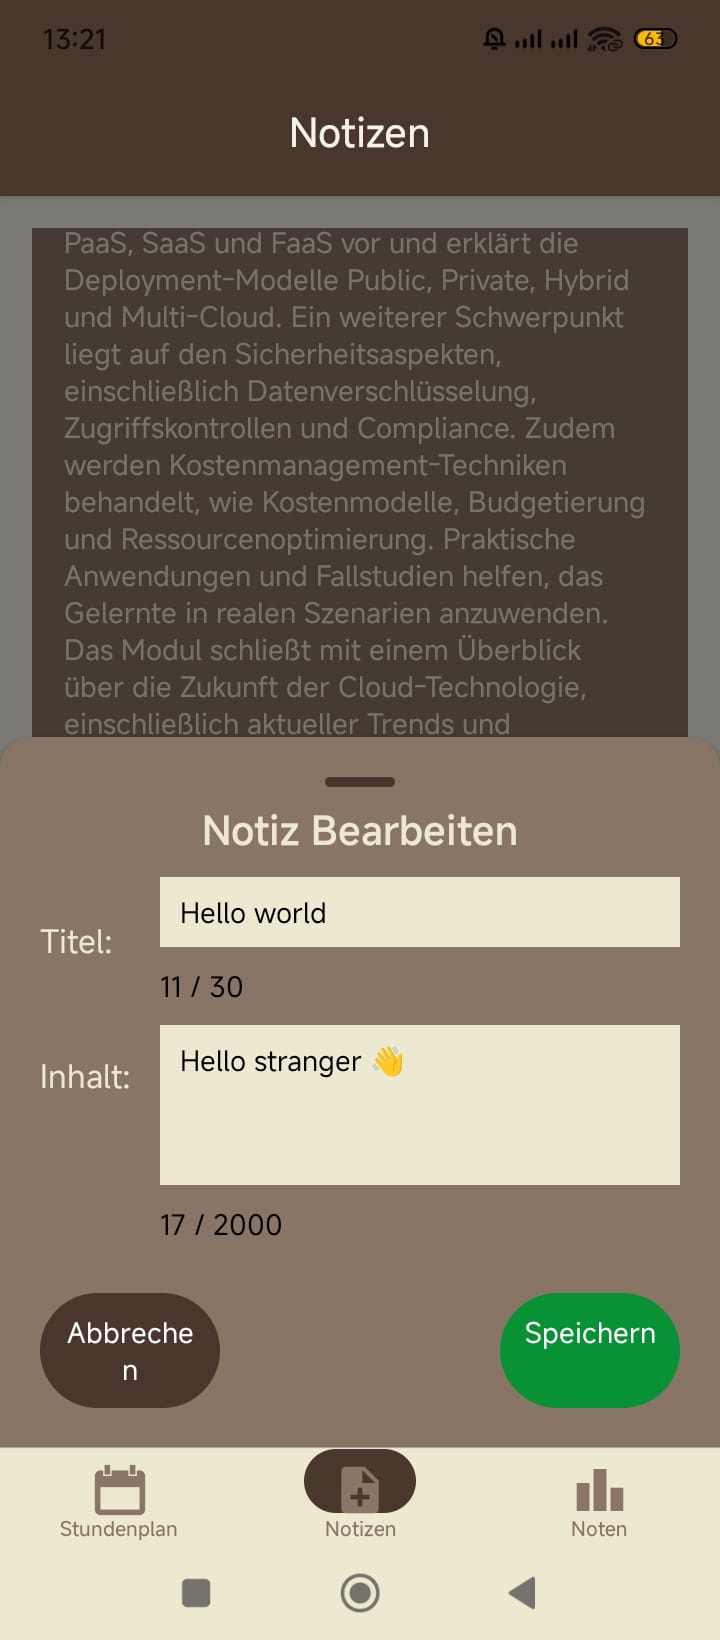 13:21
63
Notizen
PaaS, SaaS und FaaS vor und erklärt die
Deployment-Modelle Public, Private, Hybrid
und Multi-Cloud. Ein weiterer Schwerpunkt
liegt auf den Sicherheitsaspekten,
einschließlich Datenverschlüsselung,
Zugriffskontrollen und Compliance. Zudem
werden Kostenmanagement-Techniken
behandelt, wie Kostenmodelle, Budgetierung
und Ressourcenoptimierung. Praktische
Anwendungen und Fallstudien helfen, das
Gelernte in realen Szenarien anzuwenden.
Das Modul schließt mit einem Überblick
über die Zukunft der Cloud-Technologie,
einschließlich aktueller Trends und
Notiz Bearbeiten
Titel:
Hello world
11 / 30
Inhalt:
Hello stranger 👋
17 / 2000
Abbreche
n
Speichern
Stundenplan
Notizen
Noten